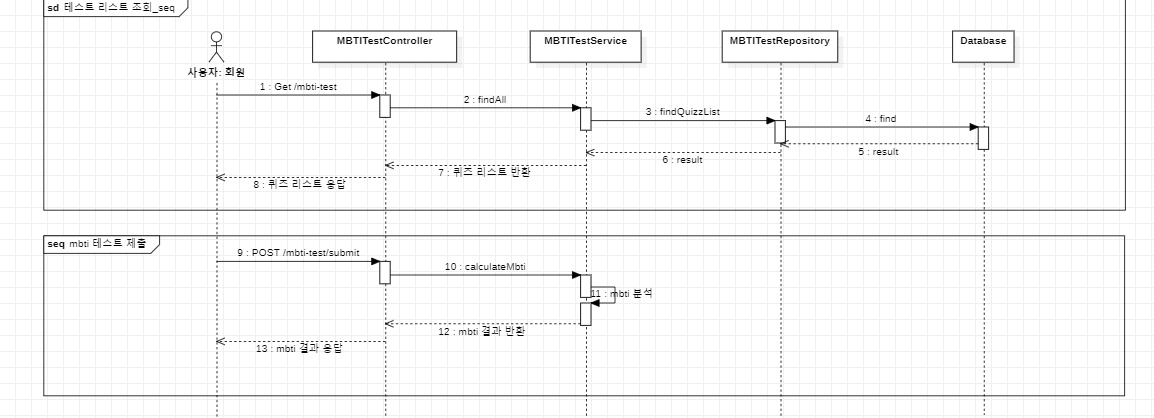 sd 테스트 리스트 조회_seq
MBTITestController
MBTITestService
MBTITestRepository
Database
사용자: 회원
1 : Get /mbti-test
2 : findAll
3 : findQuizzList
4 : find
5 : result
6 : result
7 : 퀴즈 리스트 반환
8 : 퀴즈 리스트 응답
seq mbti 테스트 제출
9 : POST /mbti-test/submit
10 : calculateMbti
11 : mbti 분석
12 : mbti 결과 반환
13 : mbti 결과 응답